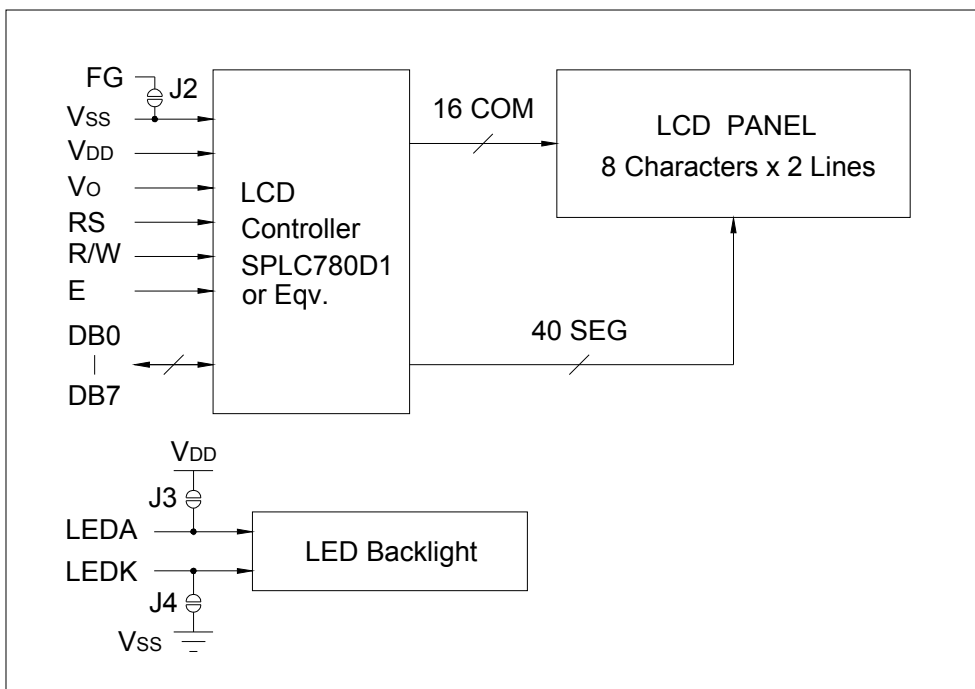 FG
J2
VSS
VDD
VO
RS
R/W
E
DB0
DB7
LCD
Controller
SPLC780D1
or Eqv.
16 COM
40 SEG
LCD PANEL
8 Characters x 2 Lines
VDD
J3
LEDA
LEDK
J4
VSS
LED Backlight